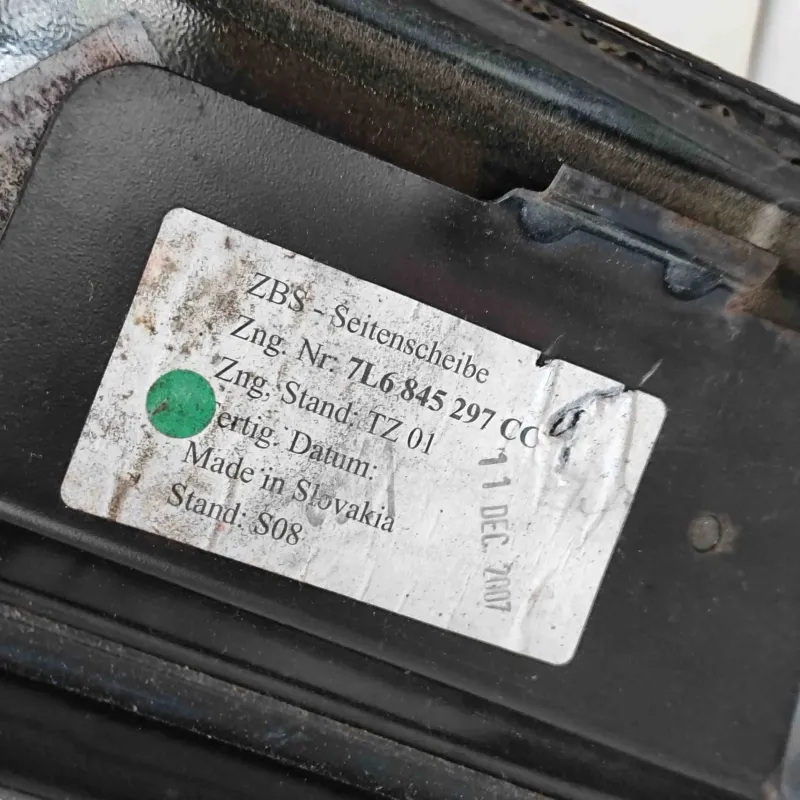 ZBS - Seitenscheibe
Zng. Nr. 7L6 845 297 CC
Zng. Stand: TZ 01
ertig. Datum:
Made in Slovakia
Stand: S08
11 DEC. 2007